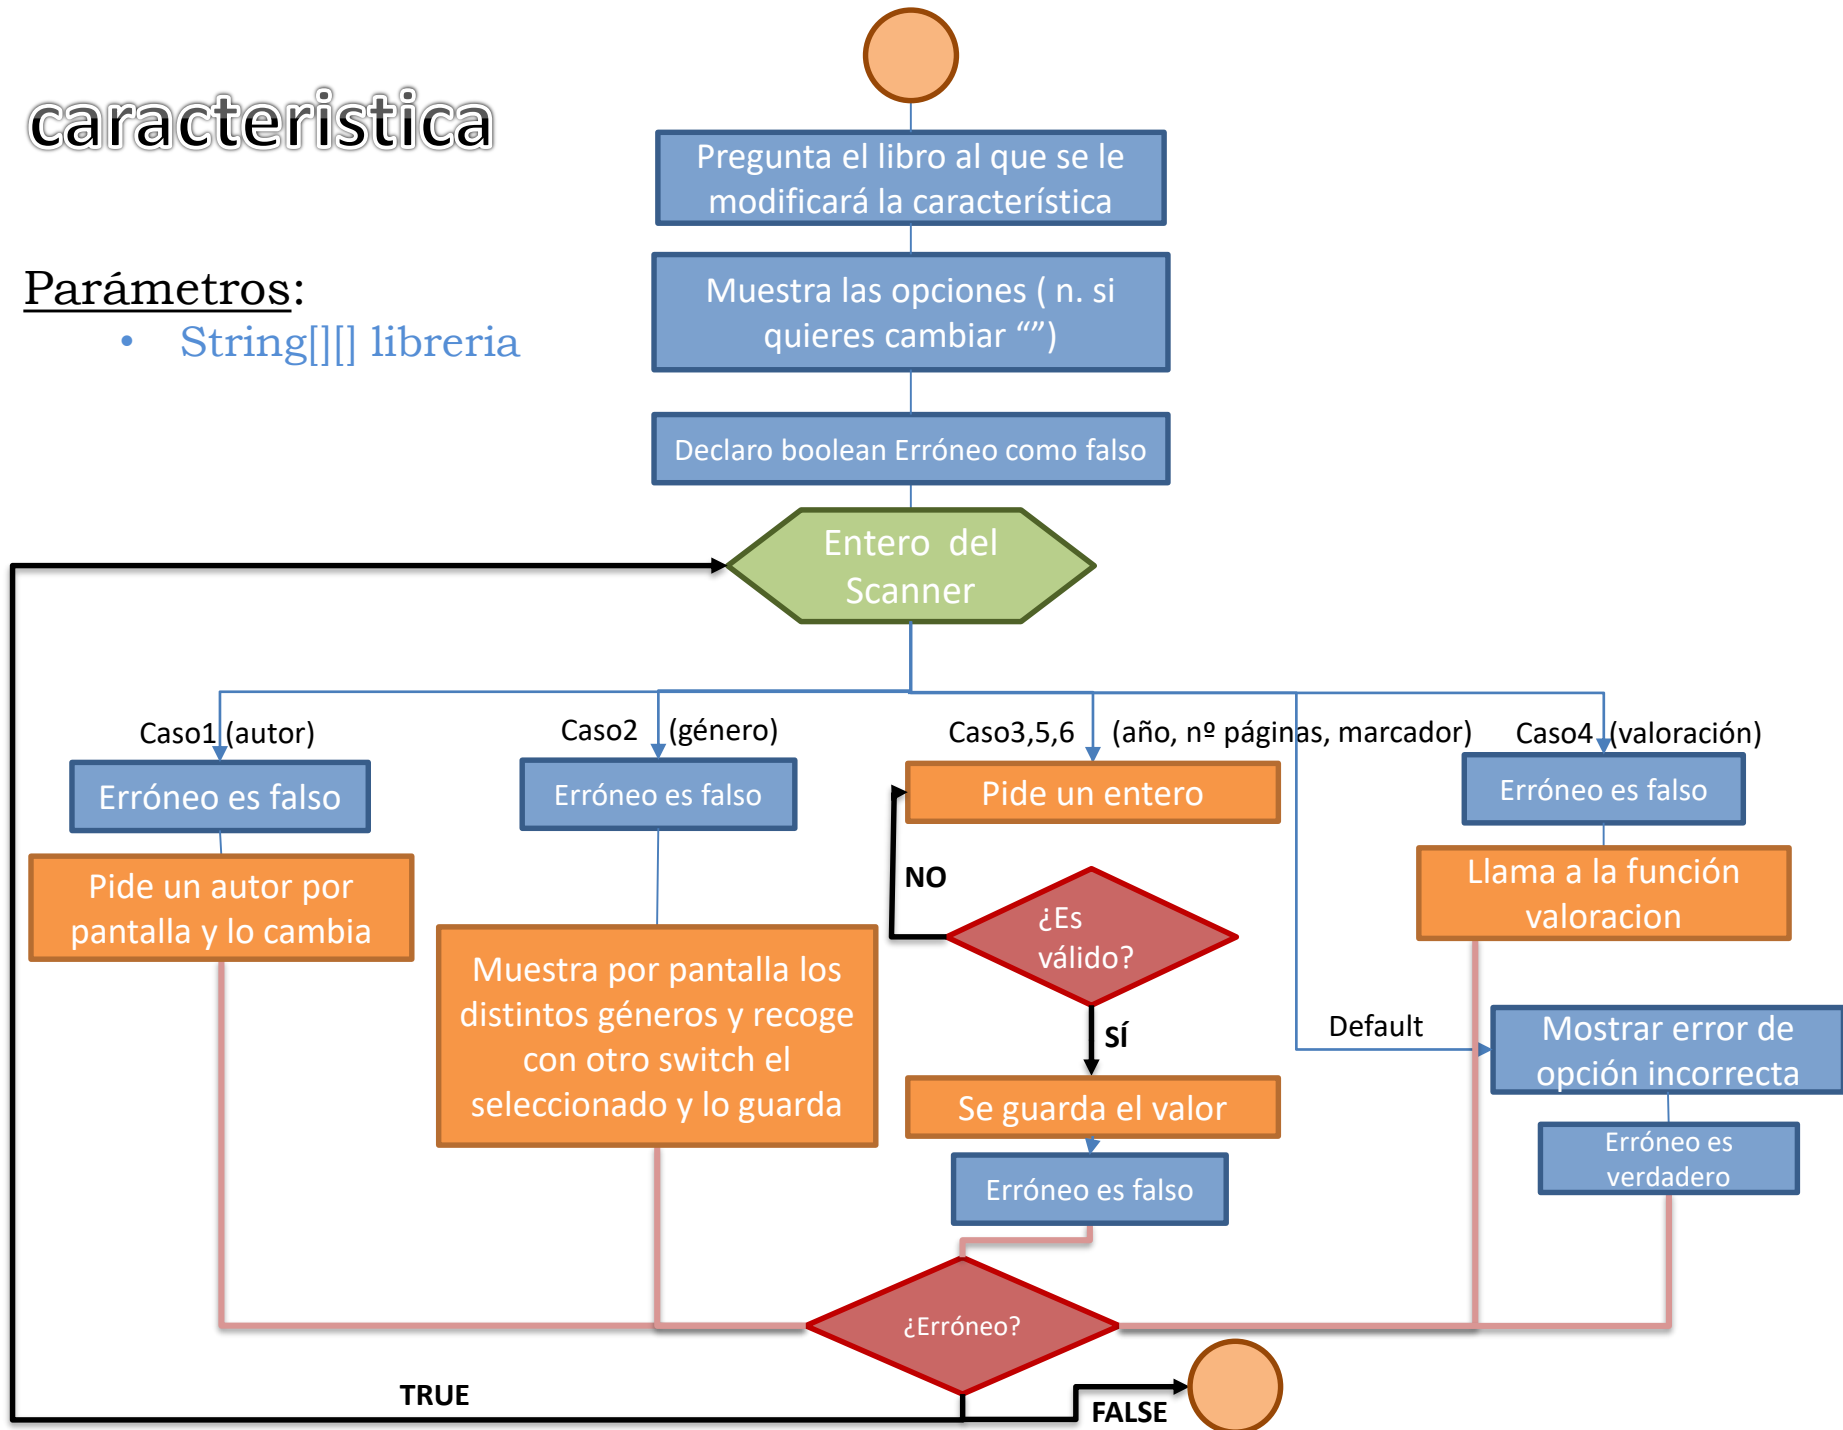 caracteristica
Parámetros:
• String[][] libreria
Pregunta el libro al que se le
modificará la característica
Muestra las opciones ( n. si
quieres cambiar “”)
Declaro boolean Erróneo como falso
Entero del
Scanner
Caso1 (autor)
Erróneo es falso
Pide un autor por
pantalla y lo cambia
Caso2 (género)
Erróneo es falso
Muestra por pantalla los
distintos géneros y recoge
con otro switch el
seleccionado y lo guarda
Caso3,5,6 (año, nº páginas, marcador)
Pide un entero
NO
¿Es
válido?
SÍ
Se guarda el valor
Erróneo es falso
Caso4 (valoración)
Erróneo es falso
Llama a la función
valoracion
Default
Mostrar error de
opción incorrecta
Erróneo es
verdadero
¿Erróneo?
TRUE
FALSE